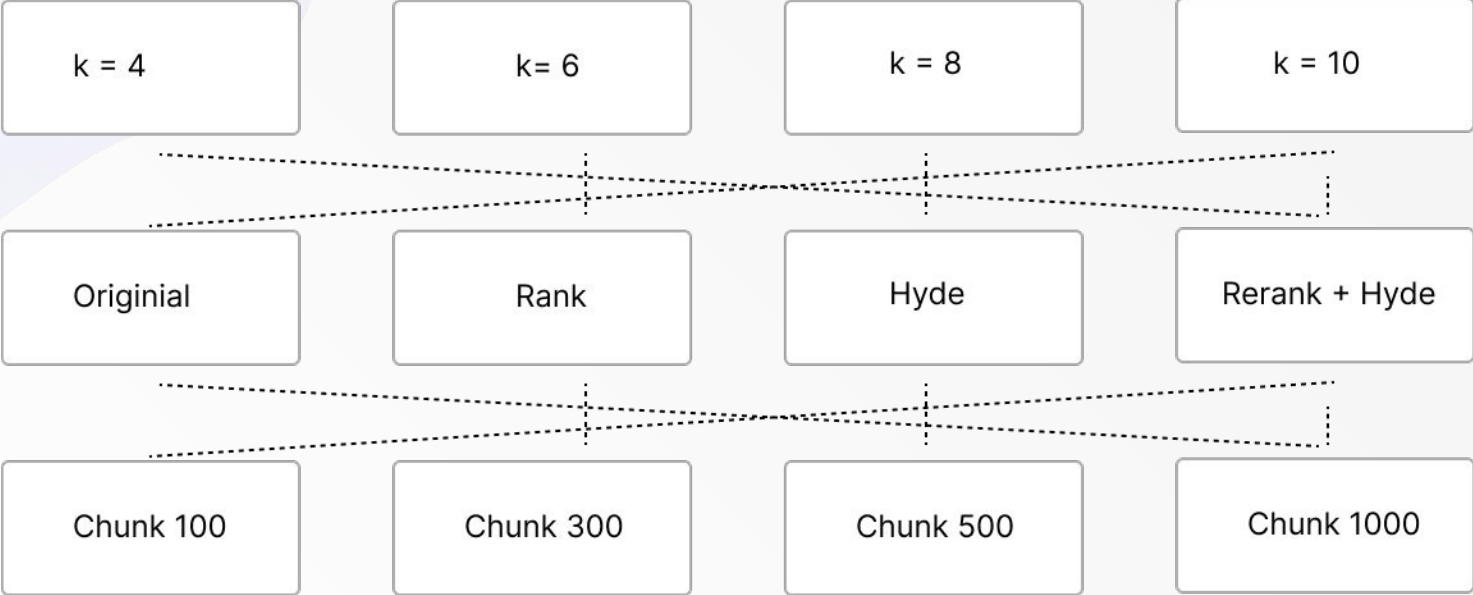 k = 4
k= 6
k = 8
k = 10
Originial
Rank
Hyde
Rerank + Hyde
Chunk 100
Chunk 300
Chunk 500
Chunk 1000